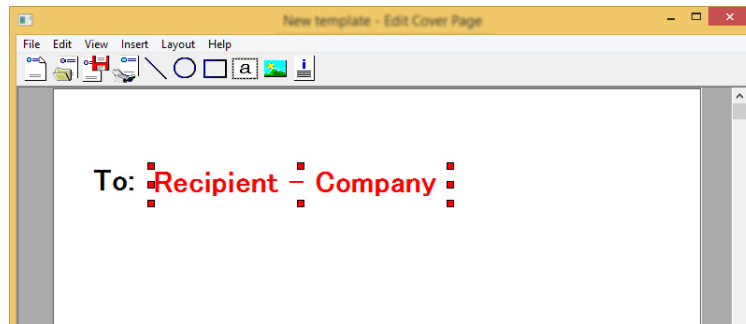 New template - Edit Cover Page
File Edit View Insert Layout Help
a
i
To: Recipient - Company